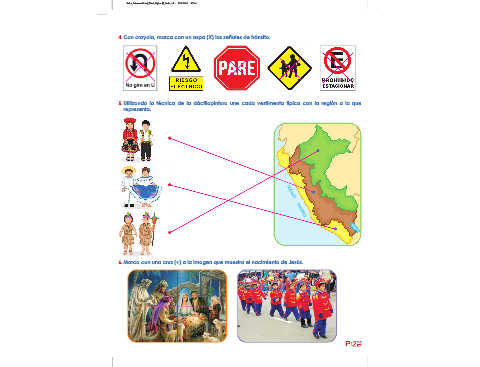 4. Con crayola, marca con un aspa (X) las señales de tránsito.
No gire en U
RIESGO
ELÉCTRICO
PARE
E
PROHIBIDO
ESTACIONAR
5. Utilizando la técnica de la dáctilopintura une cada vestimenta típica con la región a la que
representa.
6. Marca con una cruz (+) a la imagen que muestra el nacimiento de Jesús.